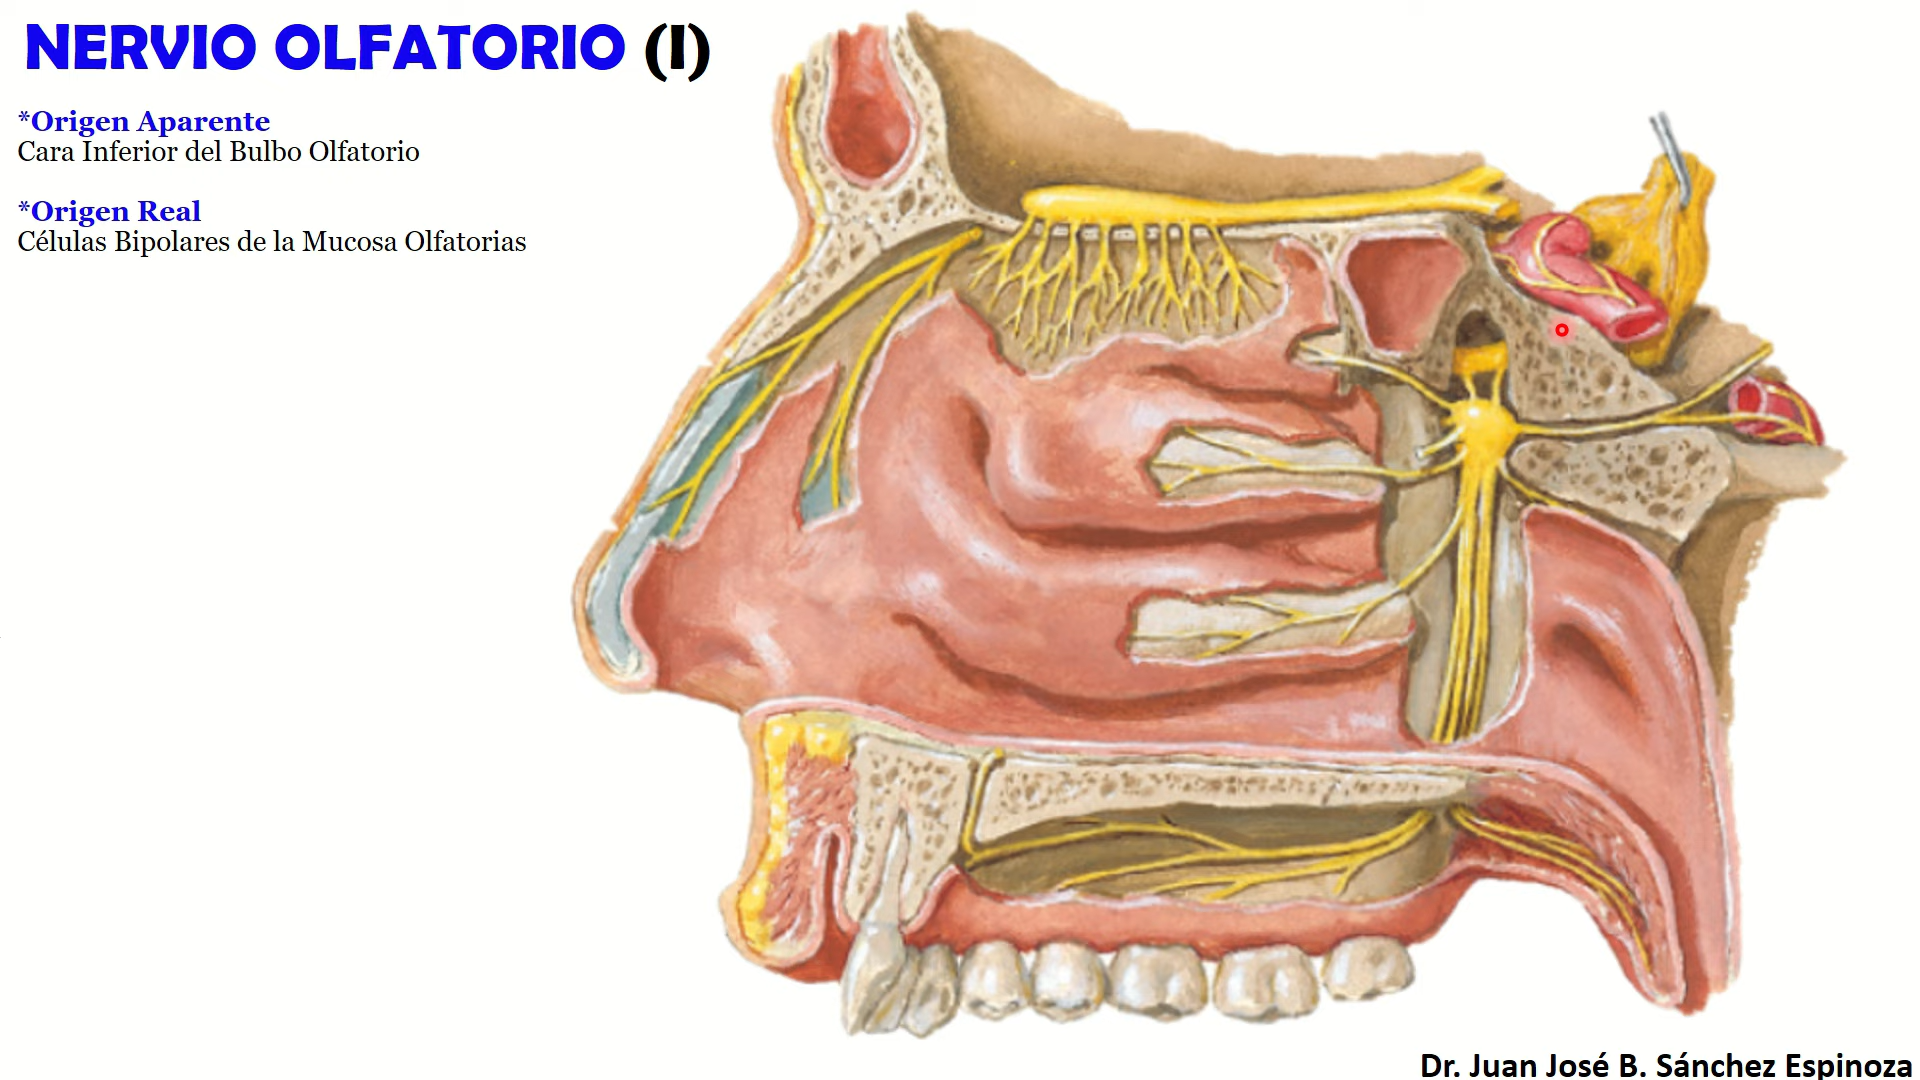 NERVIO OLFATORIO (I)
*Origen Aparente
Cara Inferior del Bulbo Olfatorio
*Origen Real
Células Bipolares de la Mucosa Olfatorias
Dr. Juan José B. Sánchez Espinoza